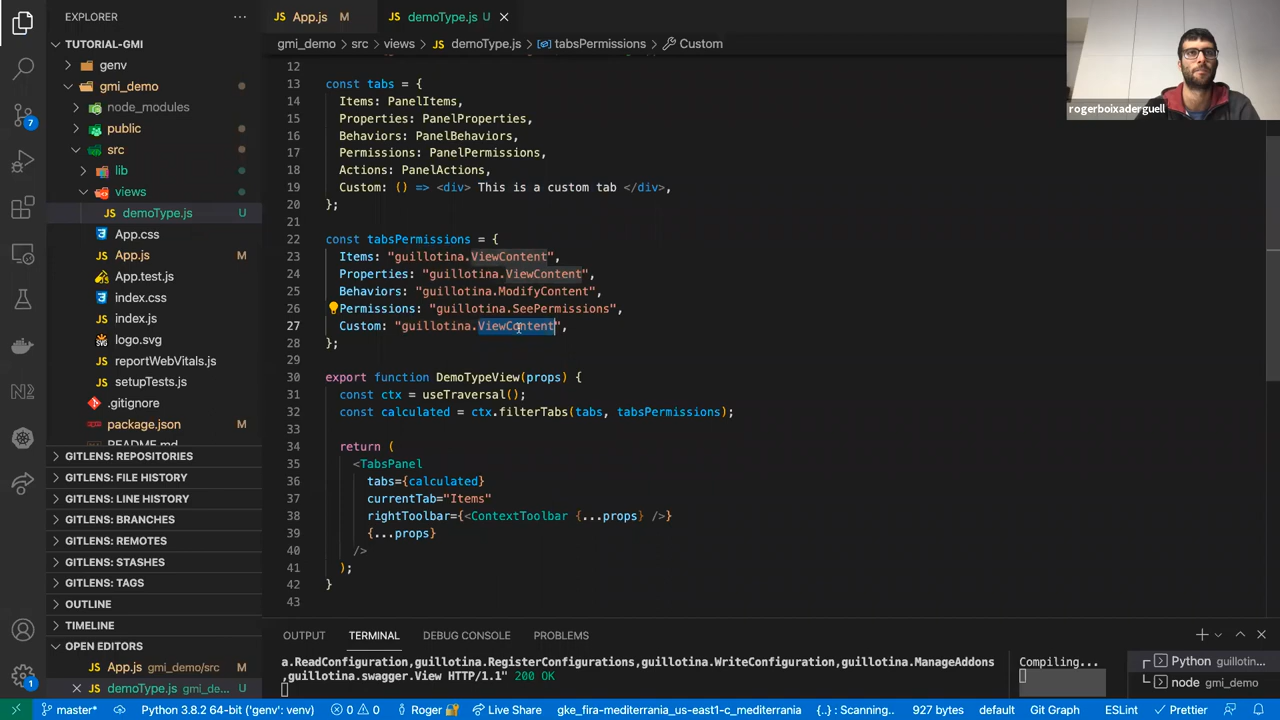 EXPLORER
···
TUTORIAL-GMI
genv
gmi_demo
node_modules
public
src
lib
views
JS demoType.js U
App.css
JS App.js M
App.test.js
index.css
JS index.js
logo.svg
JS reportWebVitals.js
JS setupTests.js
.gitignore
package.json M
README.md
GITLENS: REPOSITORIES
GITLENS: FILE HISTORY
GITLENS: LINE HISTORY
GITLENS: BRANCHES
GITLENS: REMOTES
GITLENS: STASHES
GITLENS: TAGS
OUTLINE
TIMELINE
OPEN EDITORS
JS App.js gmi_demo/src M
JS demoType.js gmi_de... U
7
N2
1
JS App.js M
JS demoType.js U
gmi_demo > src > views > JS demoType.js > tabsPermissions > Custom
12
13 const tabs = {
14 Items: PanelItems,
15 Properties: PanelProperties,
16 Behaviors: PanelBehaviors,
17 Permissions: PanelPermissions,
18 Actions: PanelActions,
19 Custom: () => <div> This is a custom tab </div>,
20 };
21
22 const tabsPermissions = {
23 Items: "guillotina.ViewContent",
24 Properties: "guillotina.ViewContent",
25 Behaviors: "guillotina.ModifyContent",
26 Permissions: "guillotina.SeePermissions",
27 Custom: "guillotina.ViewContent",
28 };
29
30 export function DemoTypeView(props) {
31 const ctx = useTraversal();
32 const calculated = ctx.filterTabs(tabs, tabsPermissions);
33
34 return (
35 <TabsPanel
36 tabs={calculated}
37 currentTab="Items"
38 rightToolbar={<ContextToolbar {...props} />}
39 {...props}
40 />
41 );
42 }
43
rogerboixaderguell
OUTPUT TERMINAL DEBUG CONSOLE PROBLEMS
a.ReadConfiguration,guillotina.RegisterConfigurations,guillotina.WriteConfiguration,guillotina.ManageAddons
,guillotina.swagger.View HTTP/1.1" 200 OK
Compiling...
Python guillotin...
node gmi_demo
master* Python 3.8.2 64-bit ('genv': venv) 0 0 Roger Live Share gke_fira-mediterrania_us-east1-c_mediterrania {..} : Scanning.. 927 bytes default Git Graph ESLint Prettier